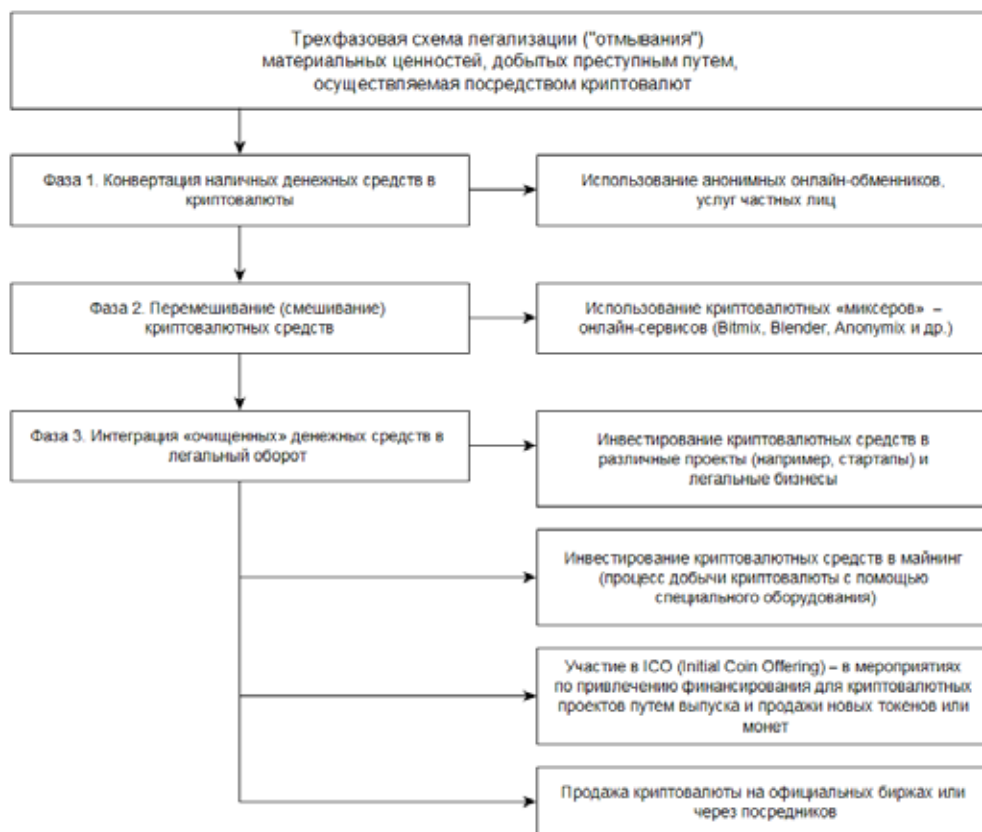 Трехфазовая схема легализации ("отмывания")
материальных ценностей, добытых преступным путем,
осуществляемая посредством криптовалют
Фаза 1. Конвертация наличных денежных средств в
криптовалюты
Использование анонимных онлайн-обменников,
услуг частных лиц
Фаза 2. Перемешивание (смешивание)
криптовалютных средств
Использование криптовалютных «миксеров» –
онлайн-сервисов (Bitmix, Blender, Anonymix и др.)
Фаза 3. Интеграция «очищенных» денежных средств в
легальный оборот
Инвестирование криптовалютных средств в
различные проекты (например, стартапы) и
легальные бизнесы
Инвестирование криптовалютных средств в майнинг
(процесс добычи криптовалюты с помощью
специального оборудования)
Участие в ICO (Initial Coin Offering) – в мероприятиях
по привлечению финансирования для криптовалютных
проектов путем выпуска и продажи новых токенов или
монет
Продажа криптовалюты на официальных биржах или
через посредников